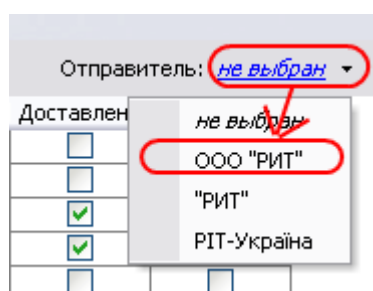 Отправитель: не выбран
Доставлен
не выбран
ООО "РИТ"
"РИТ"
РІТ-Україна